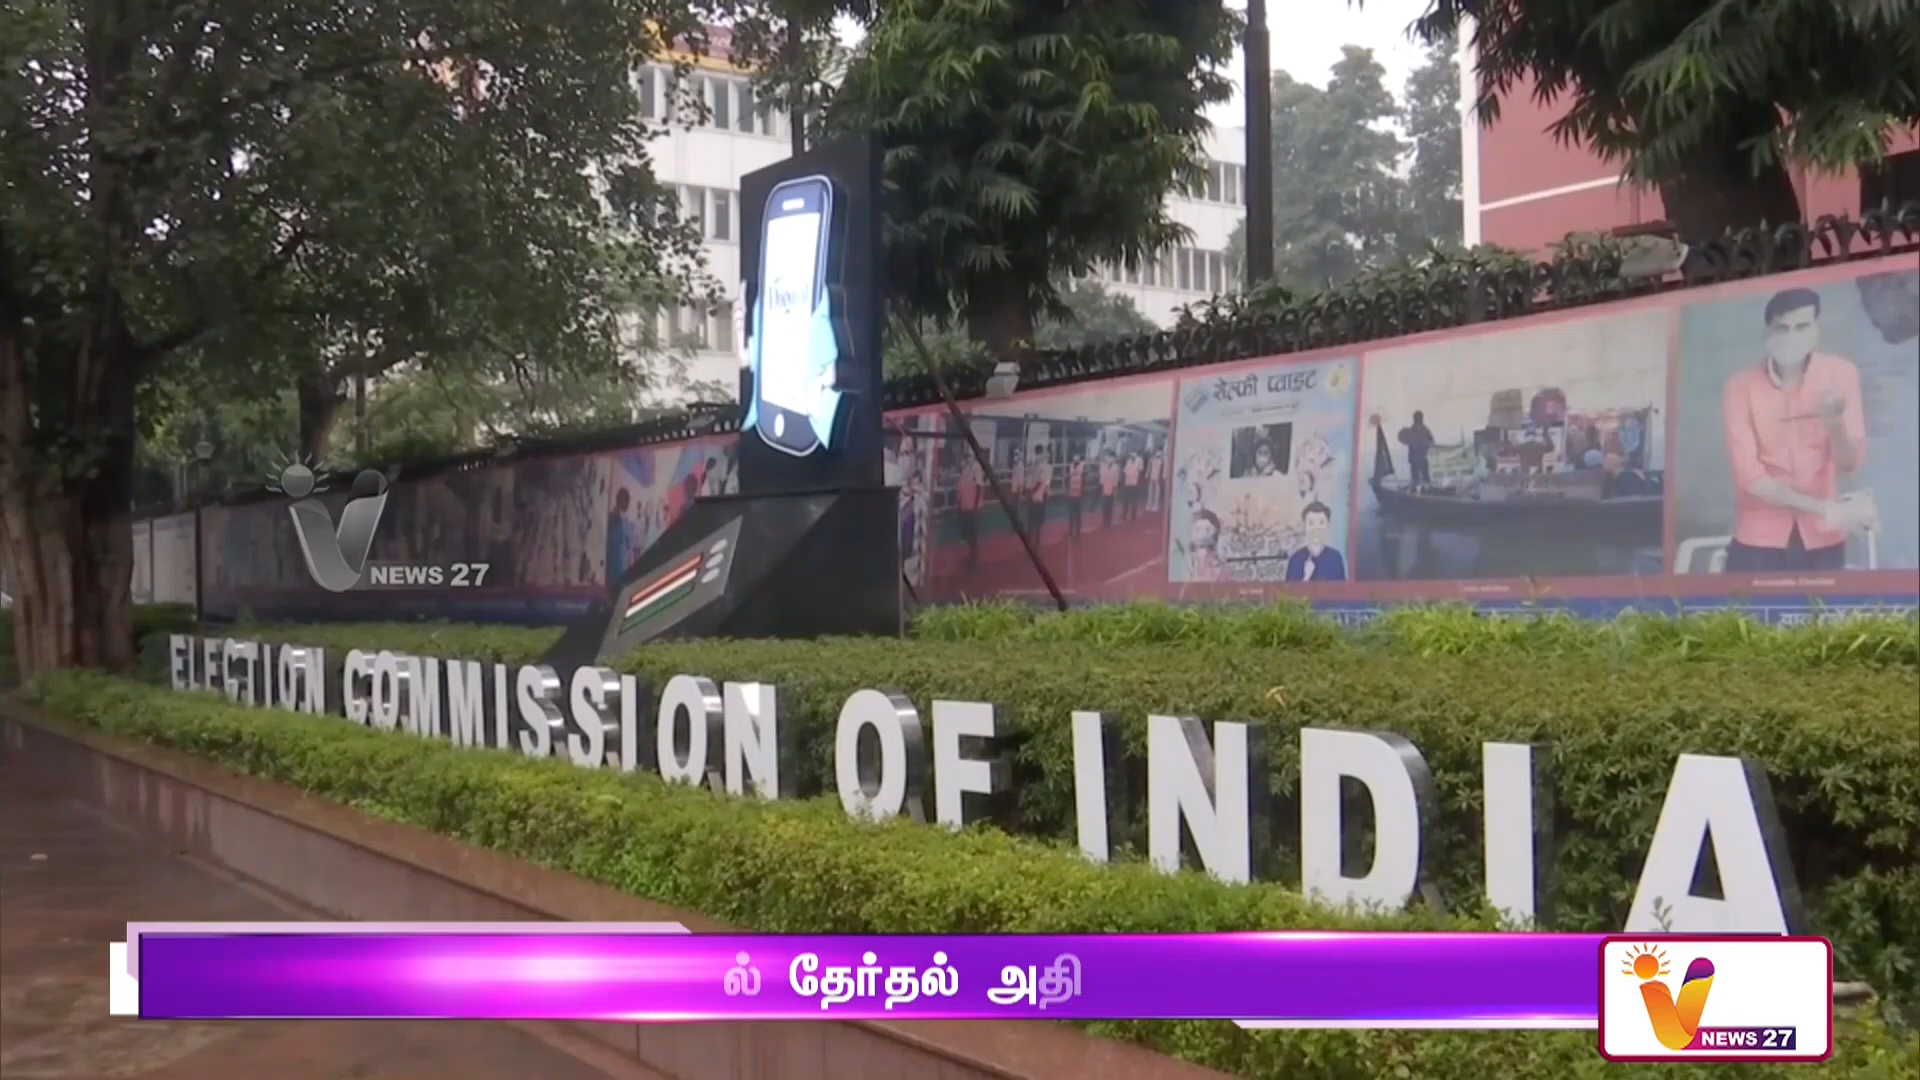 सेल्फी प्वाइंट
NEWS 27
ELECTION COMMISSION OF INDIA
ல் தேர்தல் அதி
NEWS 27